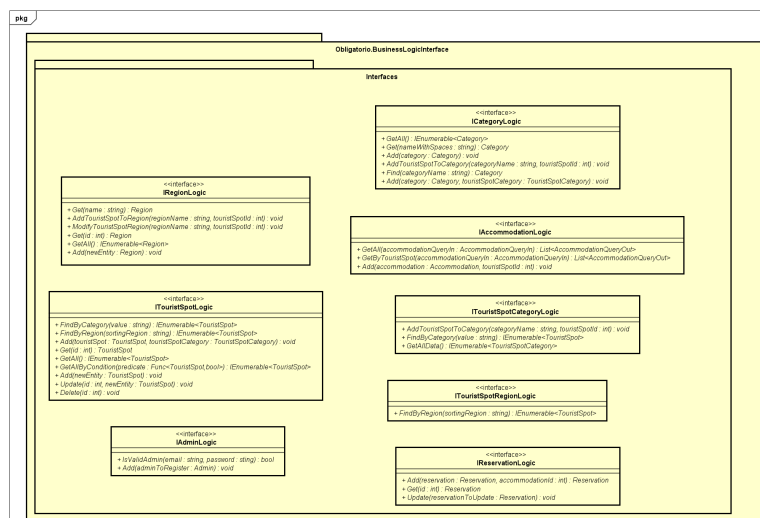 pkg
Obligatorio.BusinessLogicInterface
Interfaces
<<interface>>
ICategoryLogic
+ GetAll() : IEnumerable<Category>
+ Get(nameWithSpaces : string) : Category
+ Add(category : Category) : void
+ AddTouristSpotToCategory(categoryName : string, touristSpotId : int) : void
+ Find(categoryName : string) : Category
+ Add(category : Category, touristSpotCategory : TouristSpotCategory) : void
<<interface>>
IRegionLogic
+ Get(name : string) : Region
+ AddTouristSpotToRegion(regionName : string, touristSpotId : int) : void
+ ModifyTouristSpotRegion(regionName : string, touristSpotId : int) : void
+ Get(id : int) : Region
+ GetAll() : IEnumerable<Region>
+ Add(newEntity : Region) : void
<<interface>>
IAccommodationLogic
+ GetAll(accommodationQueryIn : AccommodationQueryIn) : List<AccommodationQueryOut>
+ GetByTouristSpot(accommodationQueryIn : AccommodationQueryIn) : List<AccommodationQueryOut>
+ Add(accommodation : Accommodation, touristSpotId : int) : void
<<interface>>
ITouristSpotLogic
+ FindByCategory(value : string) : IEnumerable<TouristSpot>
+ FindByRegion(sortingRegion : string) : IEnumerable<TouristSpot>
+ Add(touristSpot : TouristSpot, touristSpotCategory : TouristSpotCategory) : void
+ Get(id : int) : TouristSpot
+ GetAll() : IEnumerable<TouristSpot>
+ GetAllByCondition(predicate : Func<TouristSpot,bool>) : IEnumerable<TouristSpot>
+ Add(newEntity : TouristSpot) : void
+ Update(id : int, newEntity : TouristSpot) : void
+ Delete(id : int) : void
<<interface>>
ITouristSpotCategoryLogic
+ AddTouristSpotToCategory(categoryName : string, touristSpotId : int) : void
+ FindByCategory(value : string) : IEnumerable<TouristSpot>
+ GetAllData() : IEnumerable<TouristSpotCategory>
<<interface>>
ITouristSpotRegionLogic
+ FindByRegion(sortingRegion : string) : IEnumerable<TouristSpot>
<<interface>>
IAdminLogic
+ IsValidAdmin(email : string, password : sting) : bool
+ Add(adminToRegister : Admin) : void
<<interface>>
IReservationLogic
+ Add(reservation : Reservation, accommodationId : int) : Reservation
+ Get(id : int) : Reservation
+ Update(reservationToUpdate : Reservation) : void